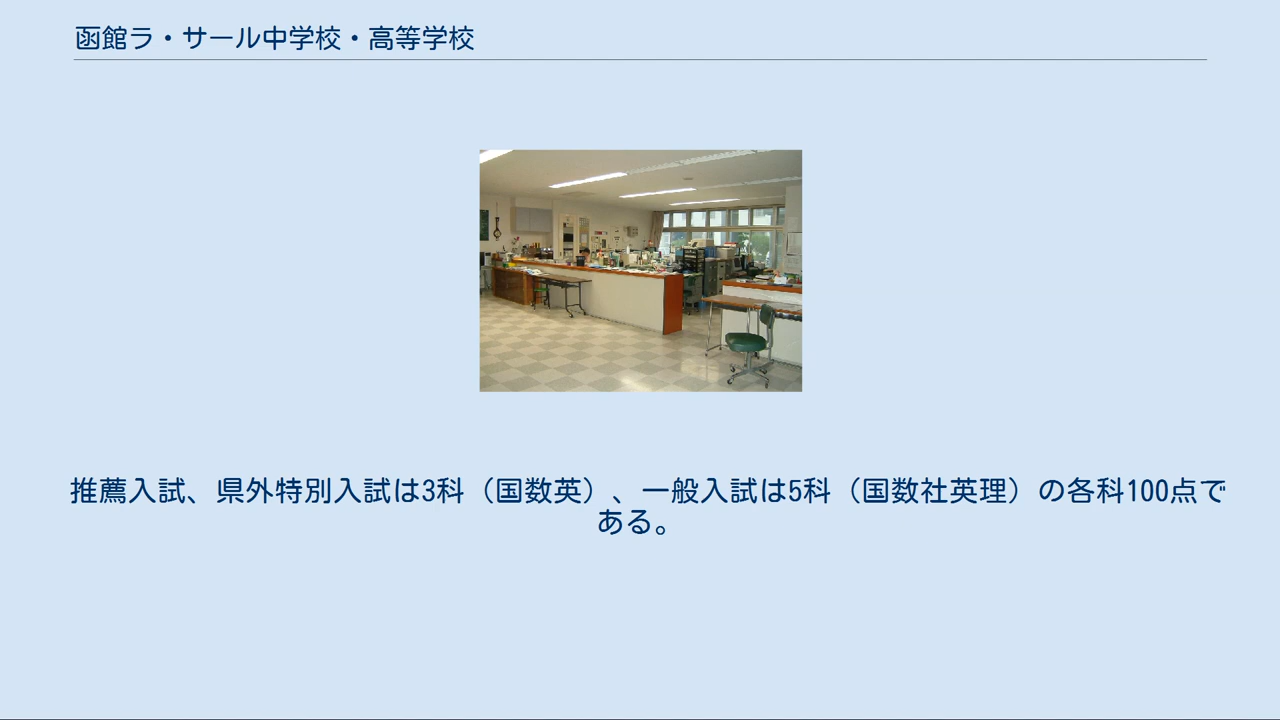 函館ラ・サール中学校・高等学校
推薦入試、県外特別入試は3科（国数英）、一般入試は5科（国数社英理）の各科100点で
ある。